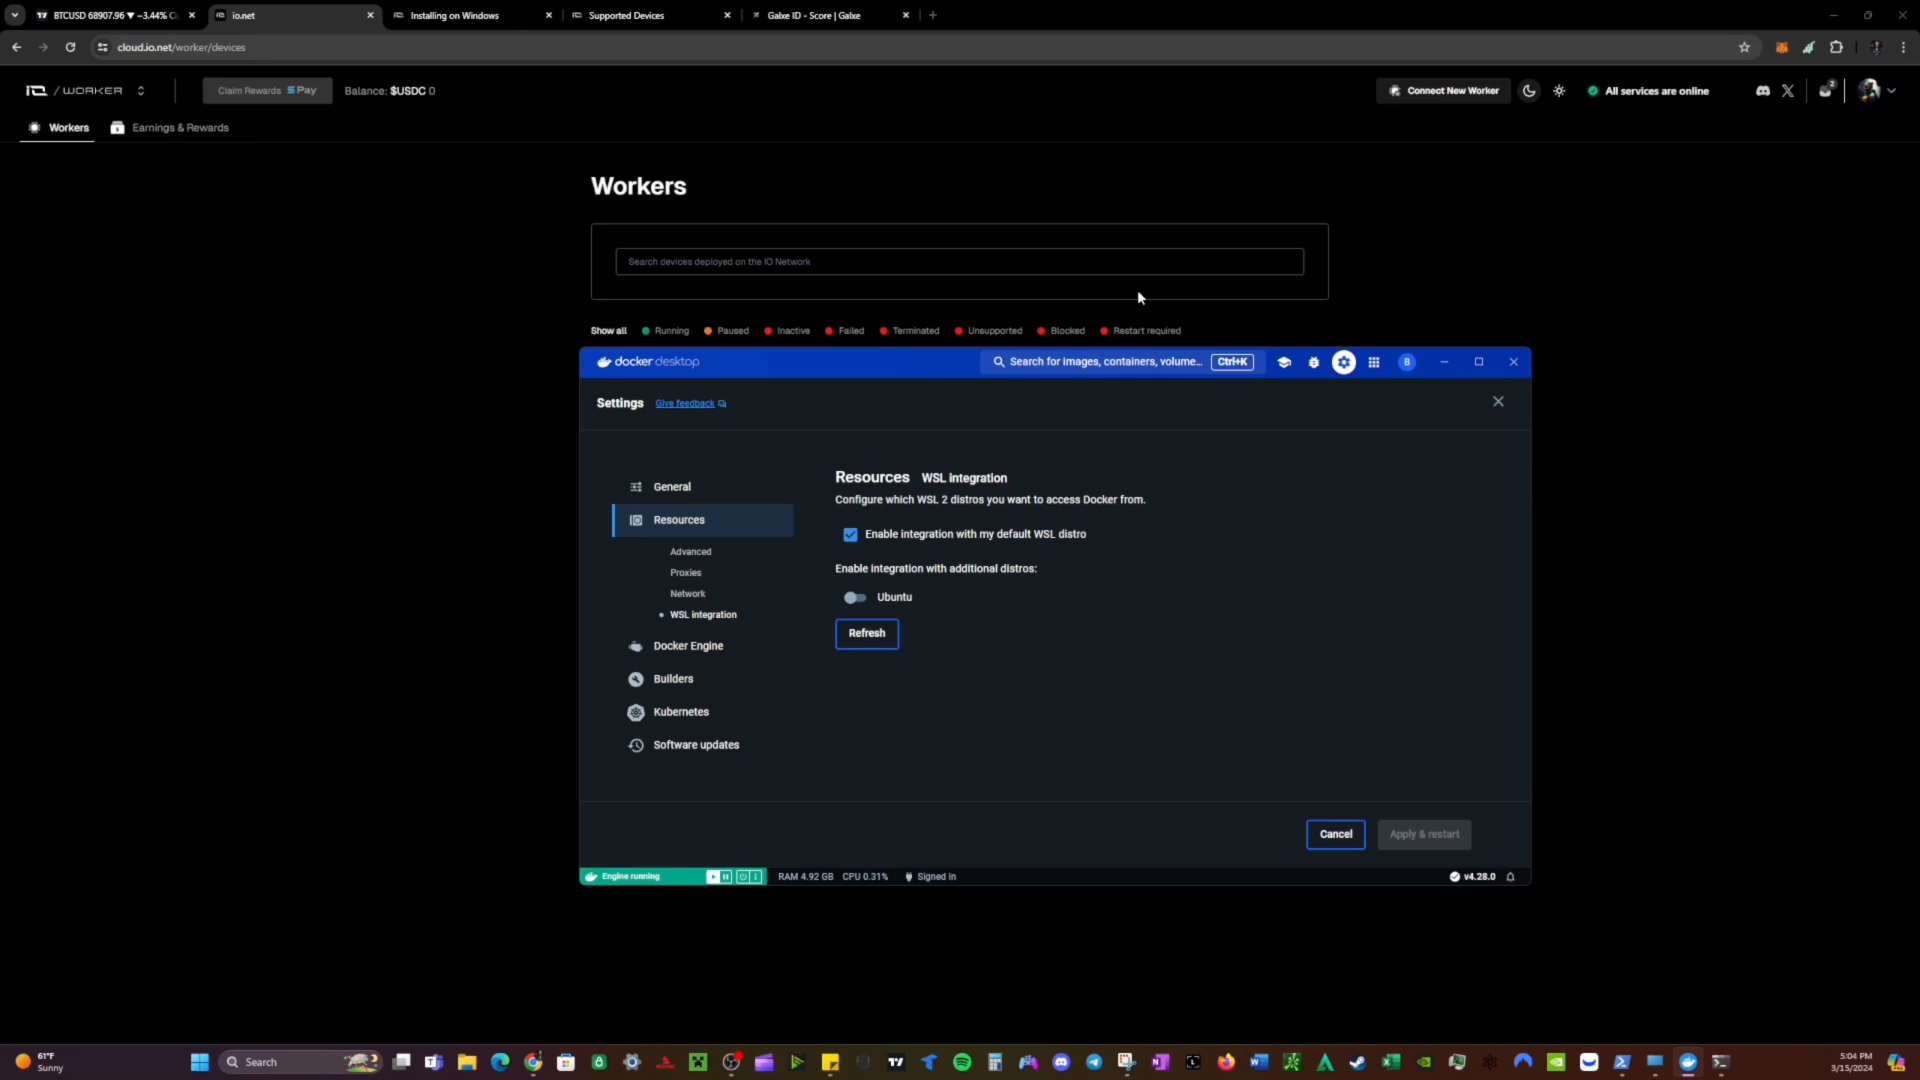 BTCUSD 68907.96 ▼ −3.44%
io.net
Installing on Windows
Supported Devices
Galxe ID - Score | Galxe
cloud.io.net/worker/devices
IO / WORKER
Claim Rewards Pay
Balance: $USDC 0
Connect New Worker
All services are online
2
Workers
Earnings & Rewards
Workers
Search devices deployed on the IO Network
Show all Running Paused Inactive Failed Terminated Unsupported Blocked Restart required
docker desktop
Search for images, containers, volume... Ctrl+K
B
Settings Give feedback
Resources WSL Integration
General
Configure which WSL 2 distros you want to access Docker from.
Resources
Enable integration with my default WSL distro
Advanced
Enable integration with additional distros:
Proxies
Network
Ubuntu
WSL integration
Refresh
Docker Engine
Builders
Kubernetes
Software updates
Cancel
Apply & restart
Engine running
RAM 4.92 GB CPU 0.31% Signed in
v4.28.0
61°F
Sunny
Search
5:04 PM
3/15/2024